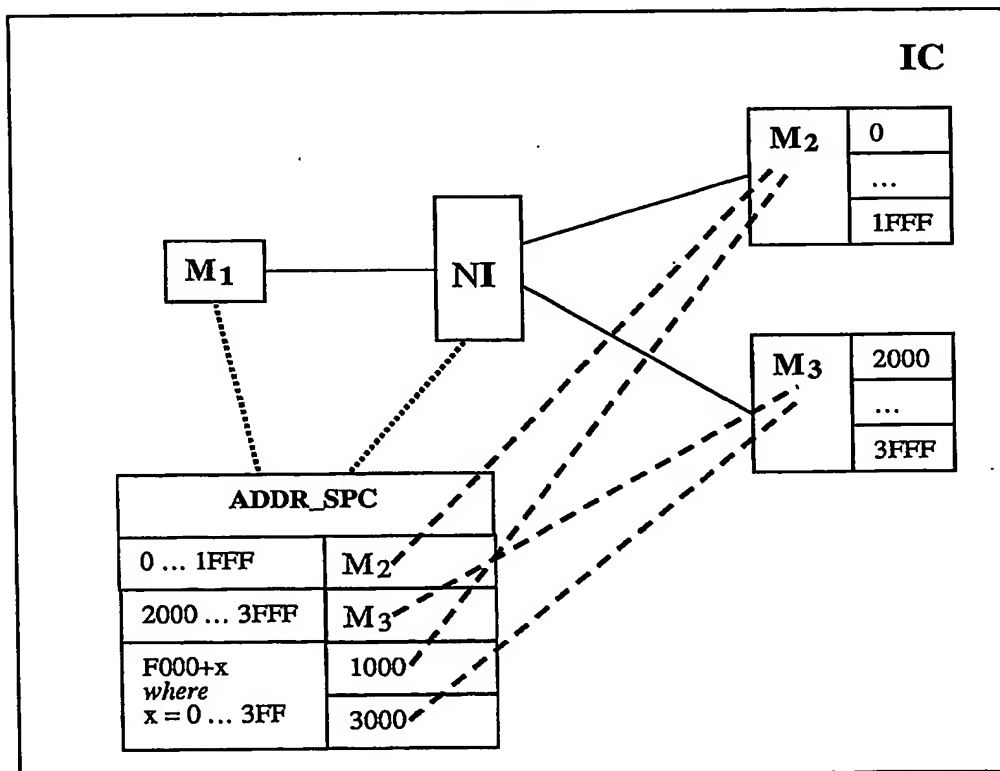 IC
M2
0
...
1FFF
M1
NI
M3
2000
...
3FFF
ADDR_SPC
0 ... 1FFF
M2
2000 ... 3FFF
M3
F000+x
where
x = 0 ... 3FF
1000
3000